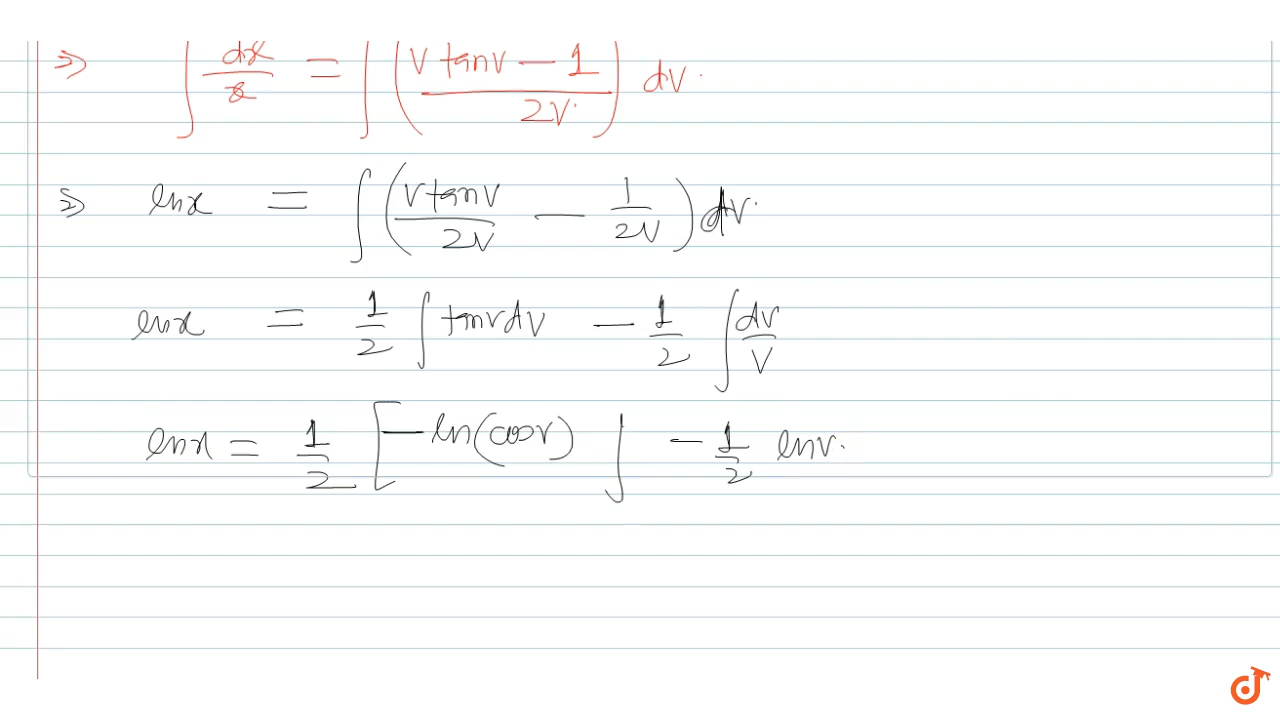 ⇒ ∫ dx/x = ∫ ( (v tanv − 1)/2v ) dv.
⇒ lnx = ∫ ( v tanv/2v − 1/2v ) dv.
lnx = 1/2 ∫ tanv dv − 1/2 ∫ dv/v
lnx = 1/2 [ −ln(cosv) ] − 1/2 lnv.